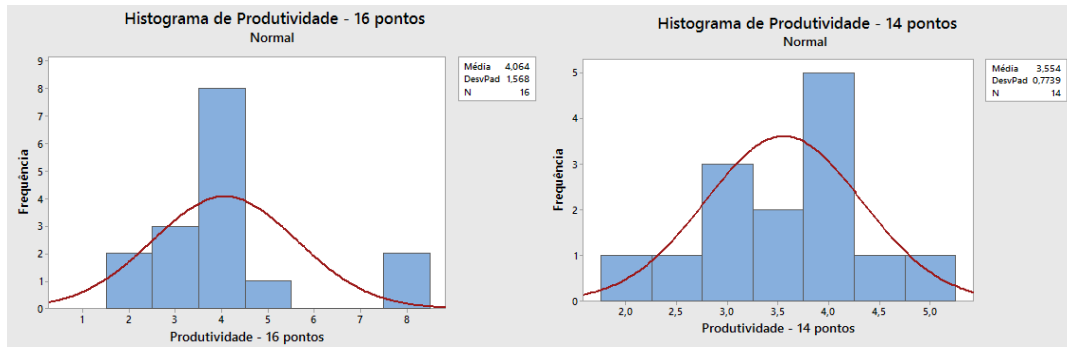 Histograma de Produtividade - 16 pontos
Normal
Média 4,064
DesvPad 1,568
N 16
9
8
7
6
5
4
3
2
1
0
Frequência
1 2 3 4 5 6 7 8
Produtividade - 16 pontos
Histograma de Produtividade - 14 pontos
Normal
Média 3,554
DesvPad 0,7739
N 14
5
4
3
2
1
0
Frequência
2,0 2,5 3,0 3,5 4,0 4,5 5,0
Produtividade - 14 pontos